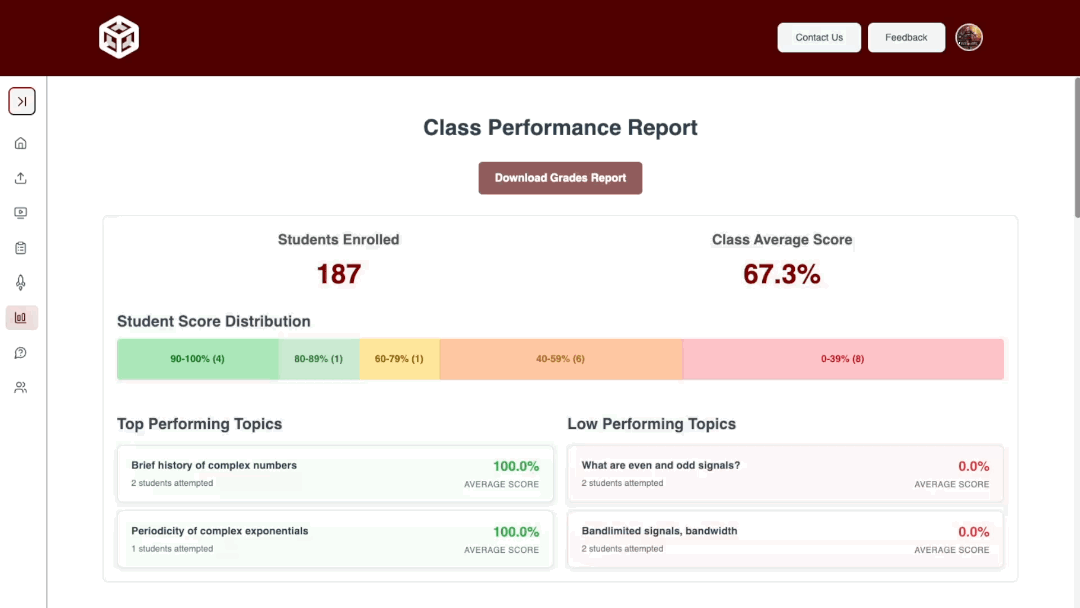 Contact Us
Feedback
Class Performance Report
Download Grades Report
Students Enrolled
Class Average Score
187
67.3%
Student Score Distribution
90-100% (4)
80-89% (1)
60-79% (1)
40-59% (6)
0-39% (8)
Top Performing Topics
Low Performing Topics
Brief history of complex numbers
100.0%
2 students attempted
AVERAGE SCORE
What are even and odd signals?
0.0%
2 students attempted
AVERAGE SCORE
Periodicity of complex exponentials
100.0%
1 students attempted
AVERAGE SCORE
Bandlimited signals, bandwidth
0.0%
2 students attempted
AVERAGE SCORE